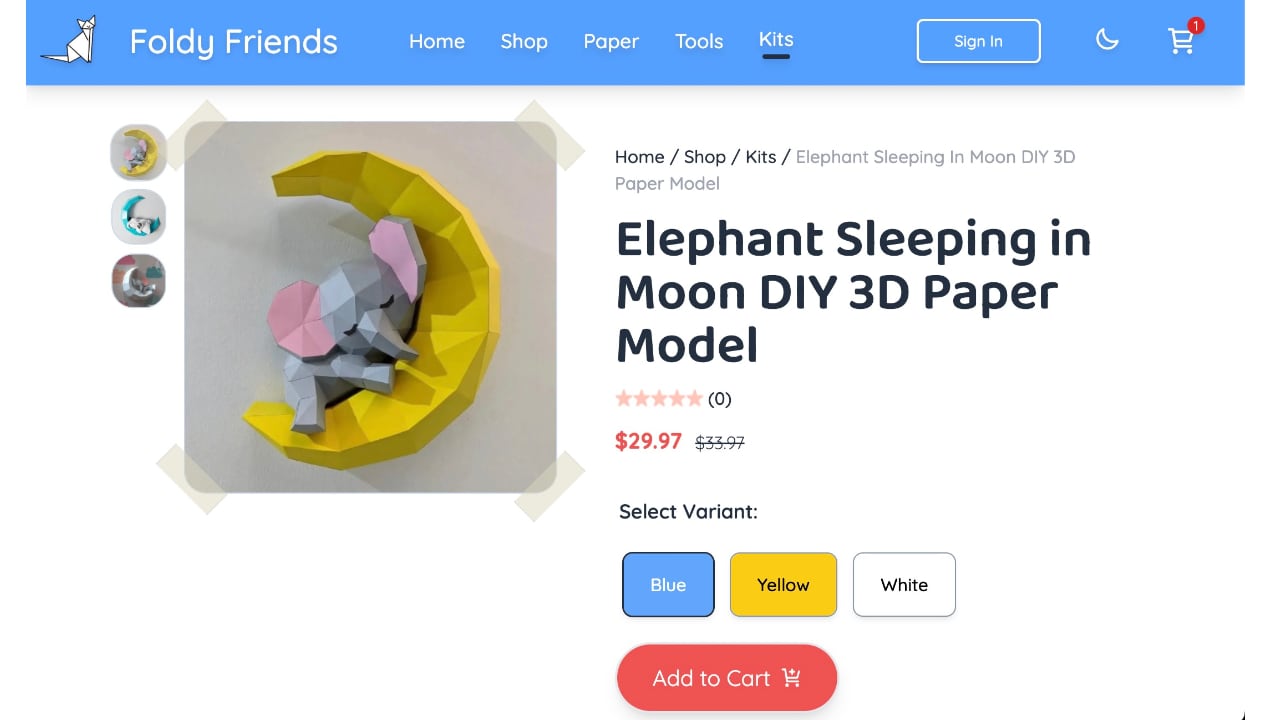 Foldy Friends
Home
Shop
Paper
Tools
Kits
Sign In
1
Home / Shop / Kits / Elephant Sleeping In Moon DIY 3D
Paper Model
Elephant Sleeping in
Moon DIY 3D Paper
Model
(0)
$29.97 $33.97
Select Variant:
Blue
Yellow
White
Add to Cart